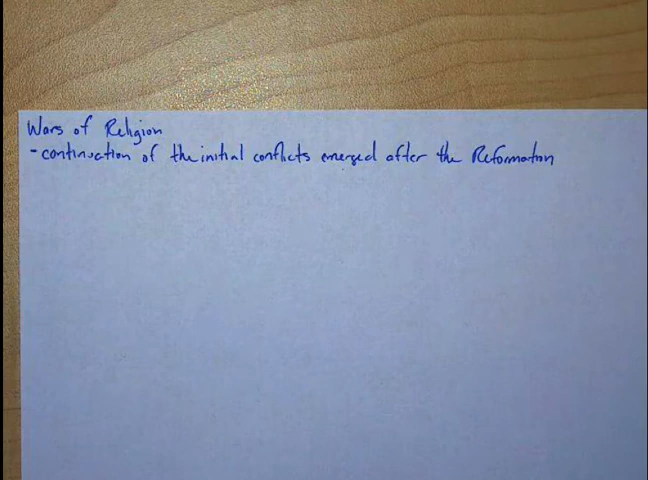 Wars of Religion
- continuation of the initial conflicts emerged after the Reformation